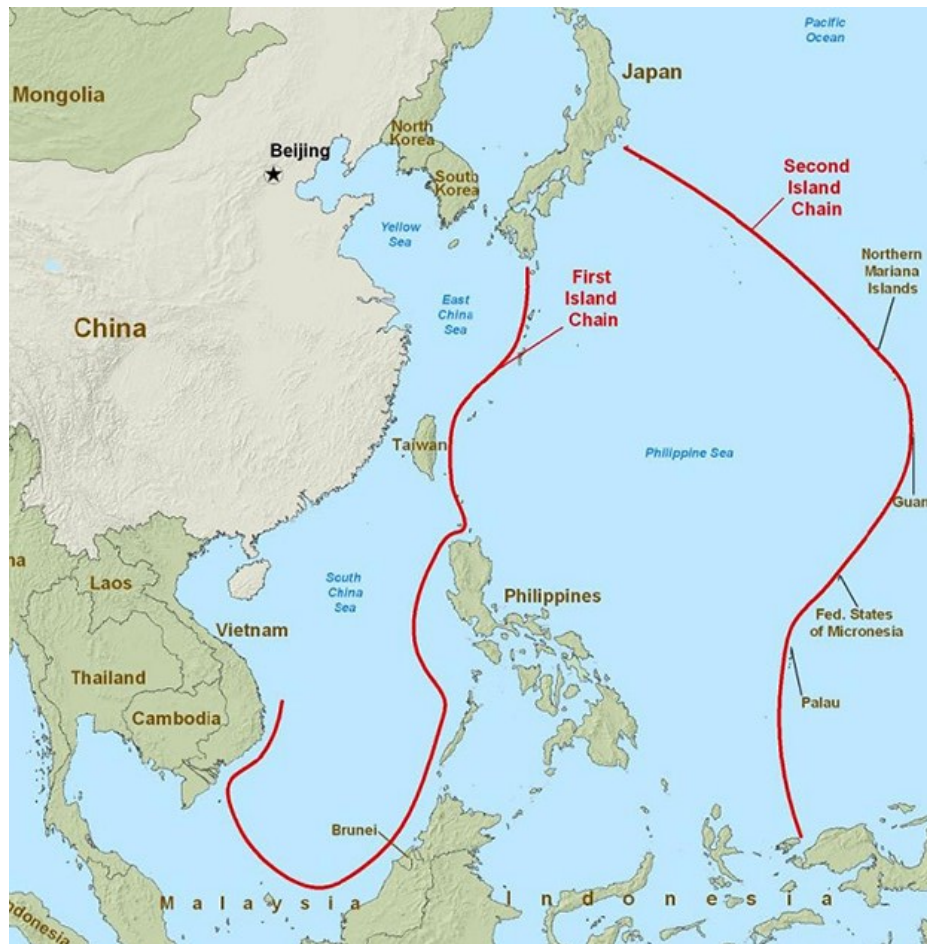 Pacific
Ocean
Japan
Mongolia
North
Korea
Beijing
South
Korea
Second
Island
Chain
Yellow
Sea
Northern
Mariana
Islands
First
Island
Chain
East
China
Sea
China
Taiwan
Philippine Sea
Guam
na
Laos
South
China
Sea
Philippines
Fed. States
of Micronesia
Vietnam
Thailand
Palau
Cambodia
Brunei
Malaysia
Indonesia
ndonesia